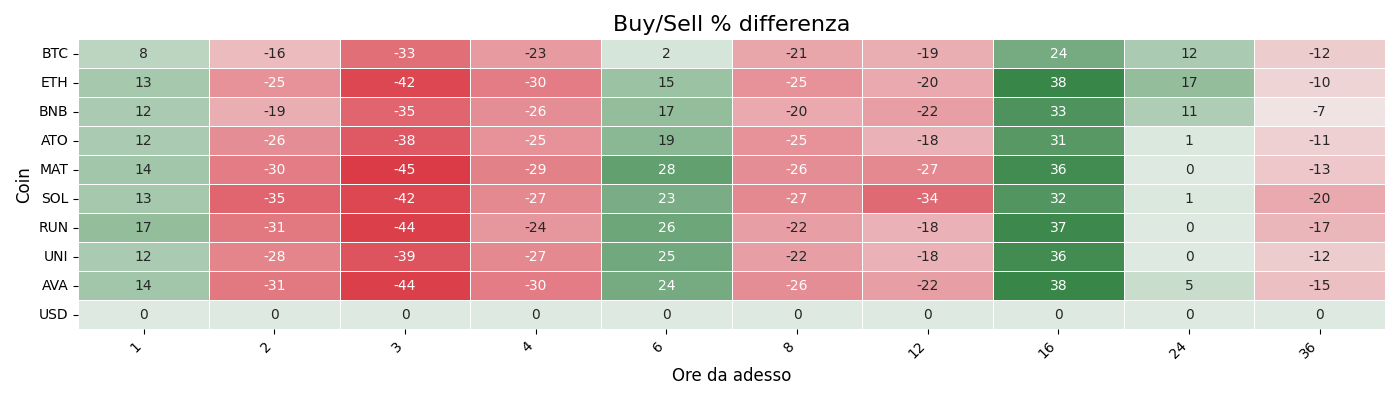 Buy/Sell % differenza
Coin
BTC 8 -16 -33 -23 2 -21 -19 24 12 -12
ETH 13 -25 -42 -30 15 -25 -20 38 17 -10
BNB 12 -19 -35 -26 17 -20 -22 33 11 -7
ATO 12 -26 -38 -25 19 -25 -18 31 1 -11
MAT 14 -30 -45 -29 28 -26 -27 36 0 -13
SOL 13 -35 -42 -27 23 -27 -34 32 1 -20
RUN 17 -31 -44 -24 26 -22 -18 37 0 -17
UNI 12 -28 -39 -27 25 -22 -18 36 0 -12
AVA 14 -31 -44 -30 24 -26 -22 38 5 -15
USD 0 0 0 0 0 0 0 0 0 0
1 2 3 4 6 8 12 16 24 36
Ore da adesso